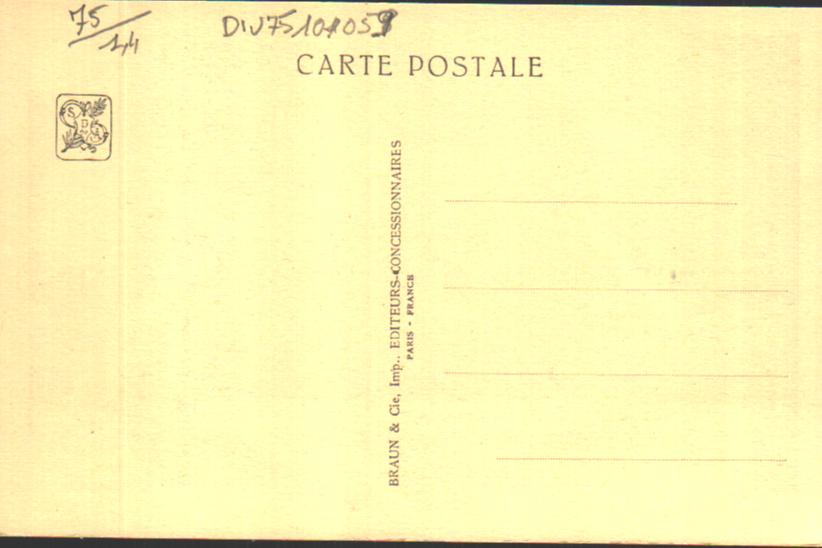 75/14
DIV75101059
CARTE POSTALE
S.
D
A
BRAUN & Cie, Imp., EDITEURS-CONCESSIONNAIRES
PARIS - FRANCE